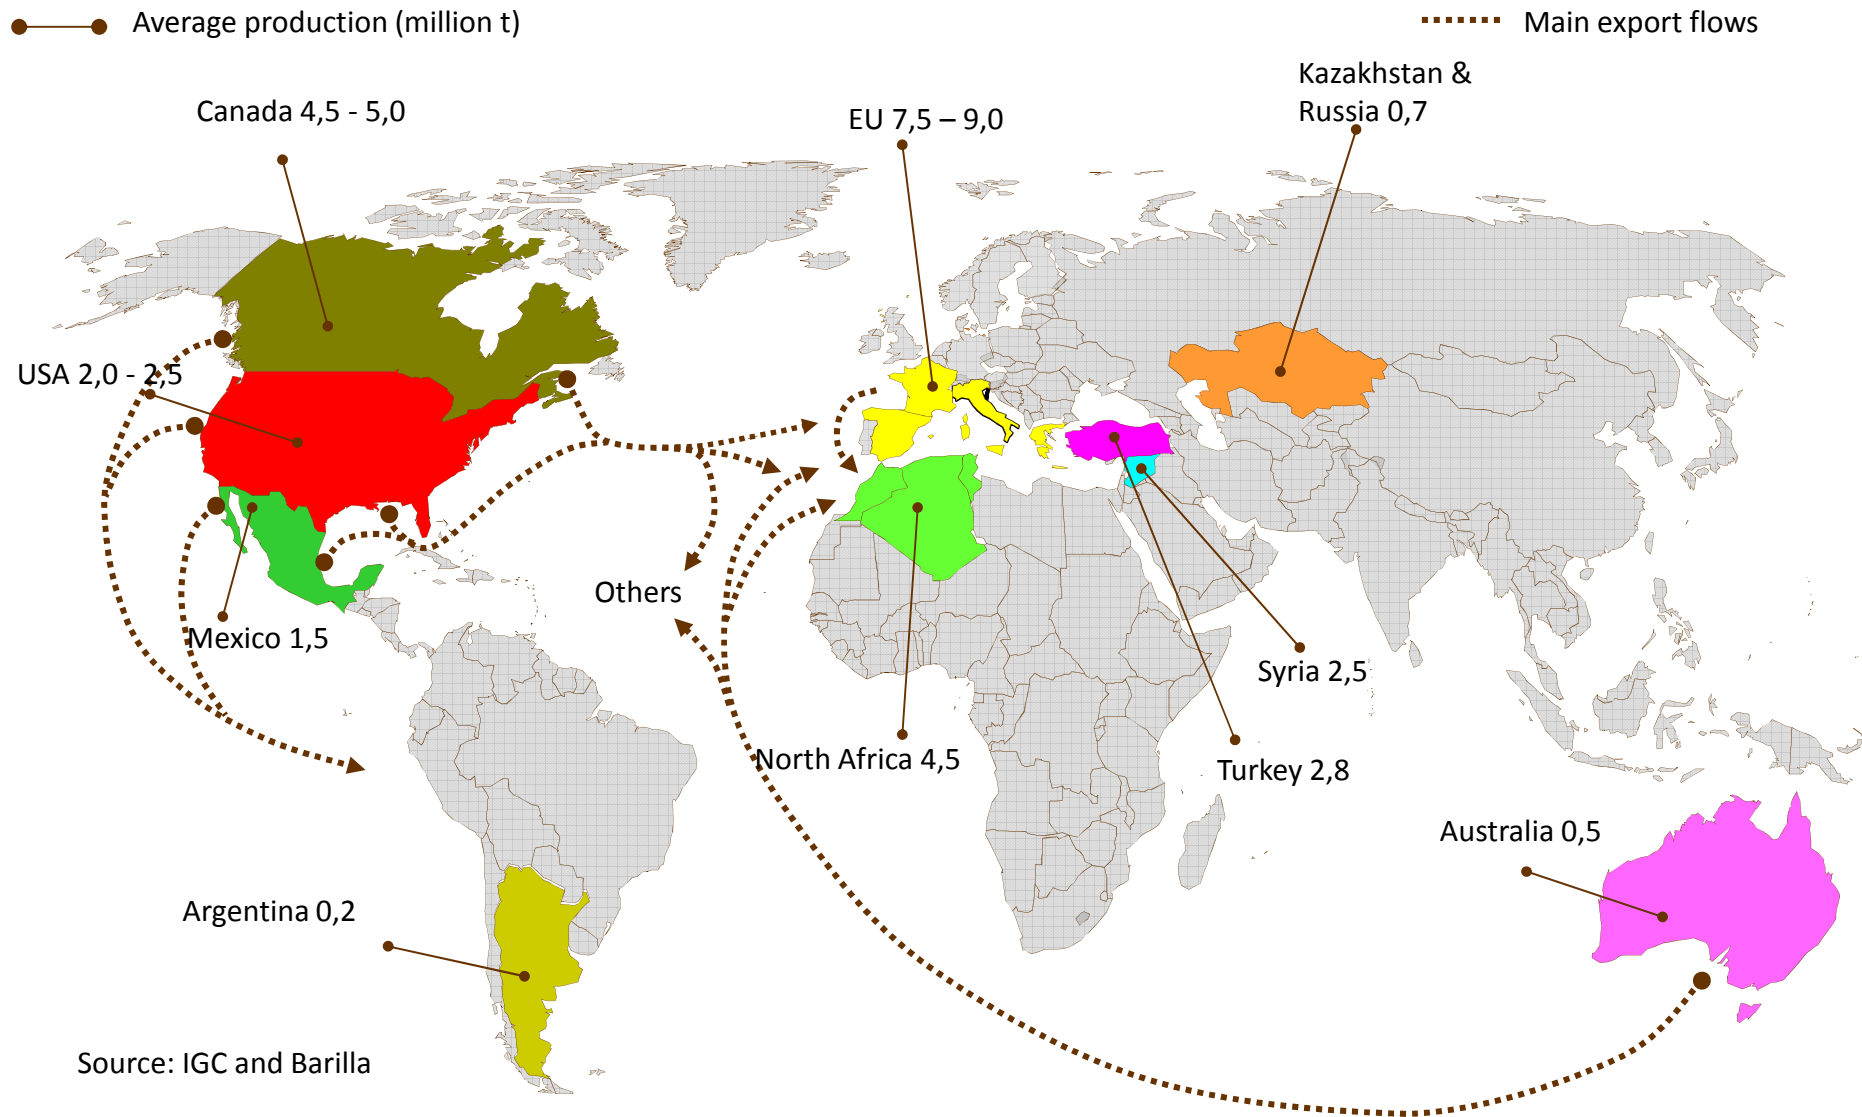 Average production (million t)
Main export flows
Kazakhstan &
Russia 0,7
Canada 4,5 - 5,0
EU 7,5 – 9,0
USA 2,0 - 2,5
Others
Mexico 1,5
Syria 2,5
North Africa 4,5
Turkey 2,8
Australia 0,5
Argentina 0,2
Source: IGC and Barilla